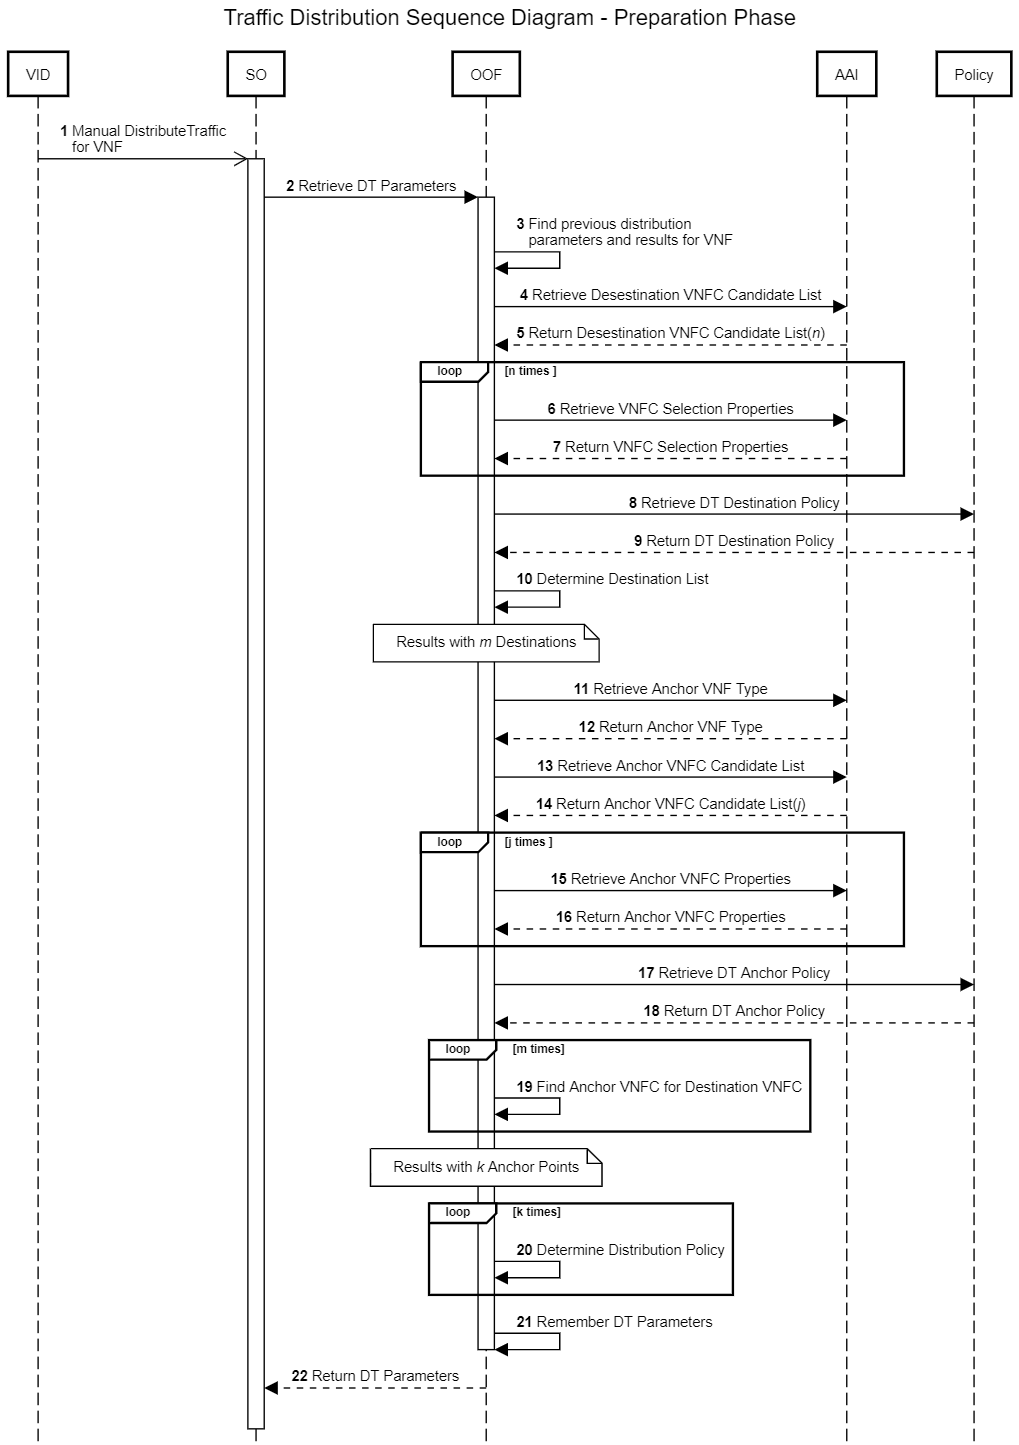 Traffic Distribution Sequence Diagram - Preparation Phase
VID
SO
OOF
AAI
Policy
1 Manual DistributeTraffic
for VNF
2 Retrieve DT Parameters
3 Find previous distribution
parameters and results for VNF
4 Retrieve Desestination VNFC Candidate List
5 Return Desestination VNFC Candidate List(n)
loop [n times ]
6 Retrieve VNFC Selection Properties
7 Return VNFC Selection Properties
8 Retrieve DT Destination Policy
9 Return DT Destination Policy
10 Determine Destination List
Results with m Destinations
11 Retrieve Anchor VNF Type
12 Return Anchor VNF Type
13 Retrieve Anchor VNFC Candidate List
14 Return Anchor VNFC Candidate List(j)
loop [j times ]
15 Retrieve Anchor VNFC Properties
16 Return Anchor VNFC Properties
17 Retrieve DT Anchor Policy
18 Return DT Anchor Policy
loop [m times]
19 Find Anchor VNFC for Destination VNFC
Results with k Anchor Points
loop [k times]
20 Determine Distribution Policy
21 Remember DT Parameters
22 Return DT Parameters